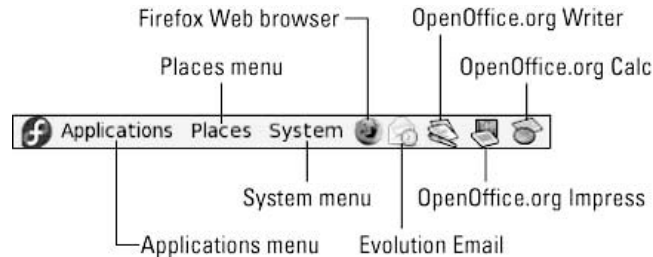 Firefox Web browser
OpenOffice.org Writer
Places menu
OpenOffice.org Calc
Applications Places System
System menu
OpenOffice.org Impress
Applications menu
Evolution Email